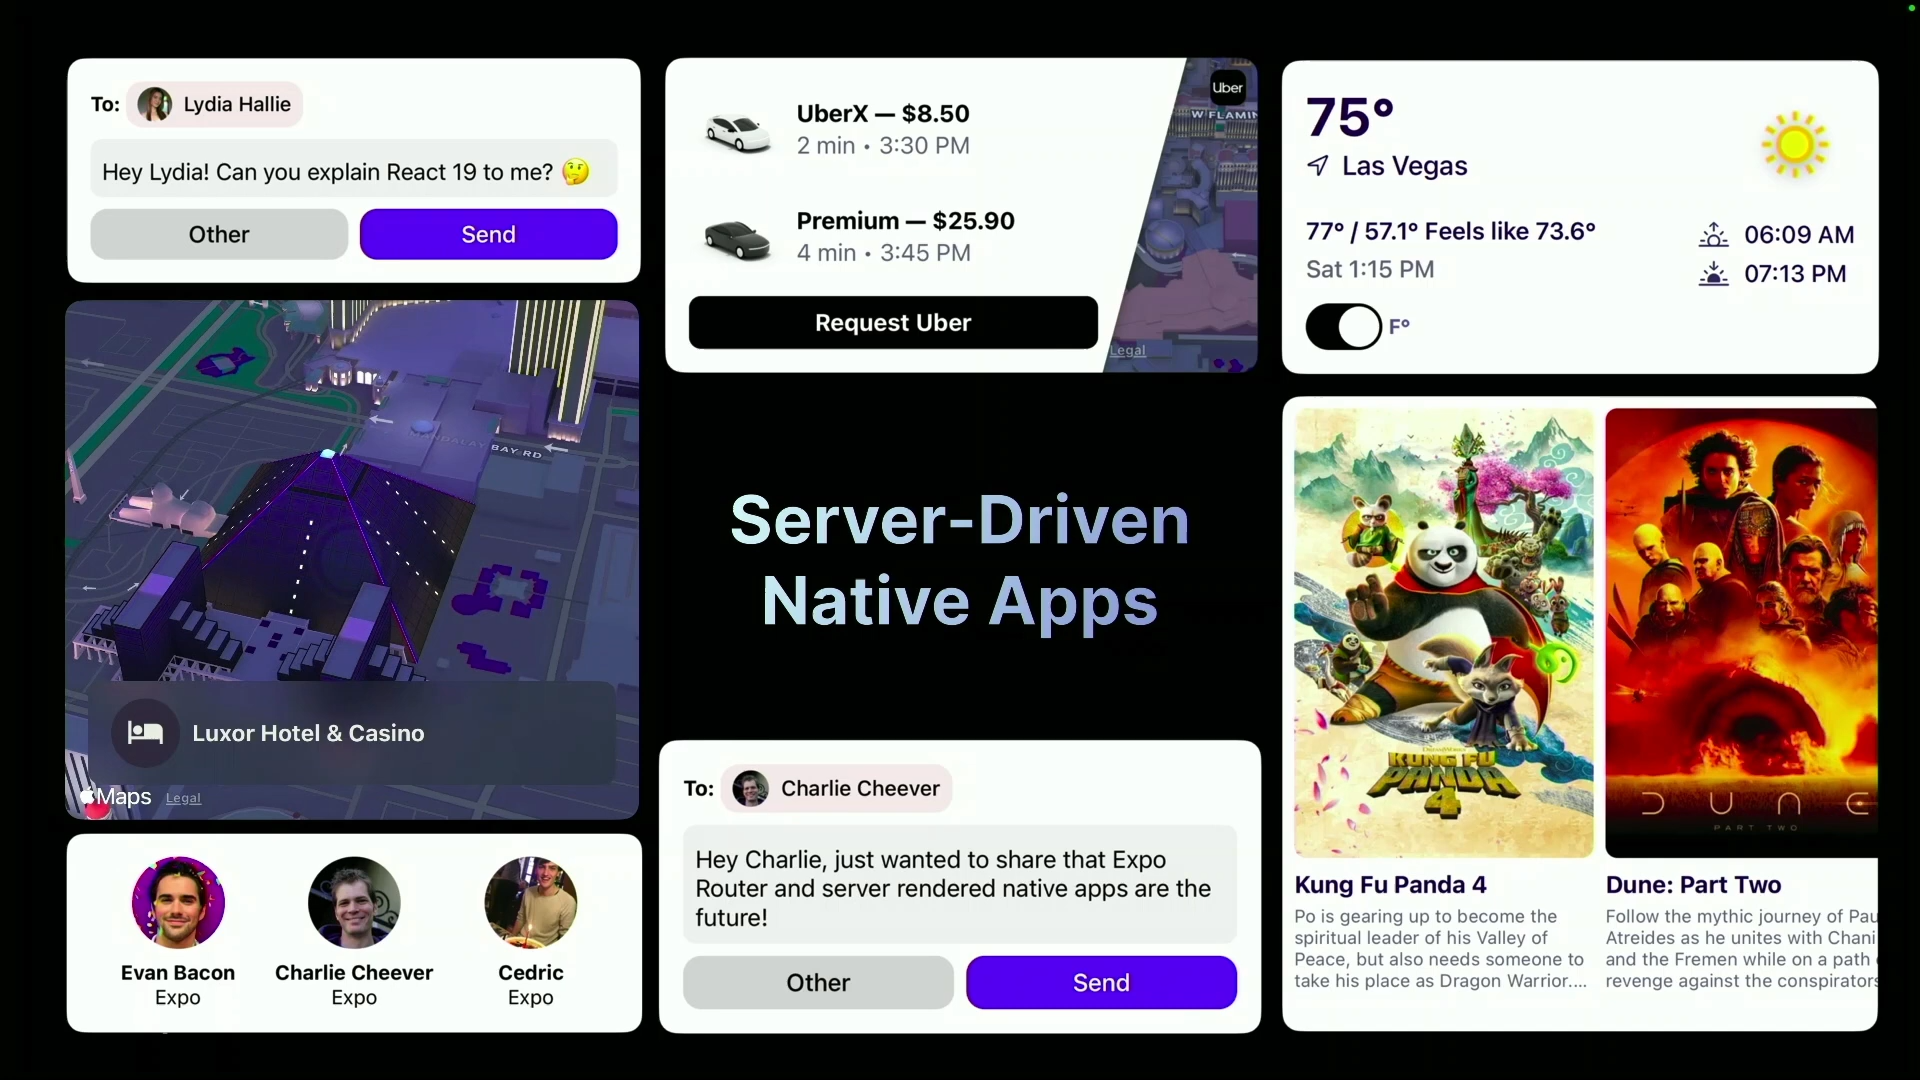 To: Lydia Hallie
Hey Lydia! Can you explain React 19 to me? 🤔
Other
Send
MANDALAY BAY RD
Luxor Hotel & Casino
Maps
Legal
Evan Bacon
Expo
Charlie Cheever
Expo
Cedric
Expo
UberX — $8.50
2 min • 3:30 PM
Premium — $25.90
4 min • 3:45 PM
Request Uber
Uber
W FLAMIN
Legal
Server-Driven
Native Apps
To: Charlie Cheever
Hey Charlie, just wanted to share that Expo
Router and server rendered native apps are the
future!
Other
Send
75°
Las Vegas
77° / 57.1° Feels like 73.6°
Sat 1:15 PM
06:09 AM
07:13 PM
F°
KUNG FU
PANDA
4
DUNE
PART TWO
Kung Fu Panda 4
Po is gearing up to become the
spiritual leader of his Valley of
Peace, but also needs someone to
take his place as Dragon Warrior....
Dune: Part Two
Follow the mythic journey of Pau
Atreides as he unites with Chani
and the Fremen while on a path
revenge against the conspirators